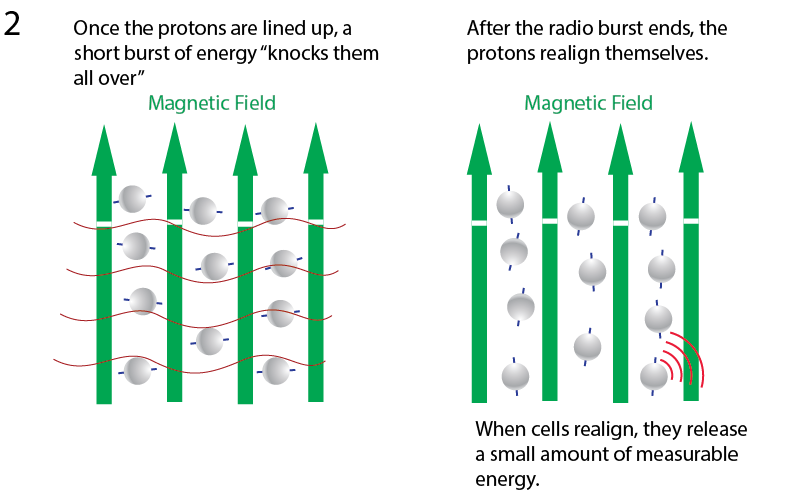 2
Once the protons are lined up, a
short burst of energy “knocks them
all over”
Magnetic Field
After the radio burst ends, the
protons realign themselves.
Magnetic Field
When cells realign, they release
a small amount of measurable
energy.